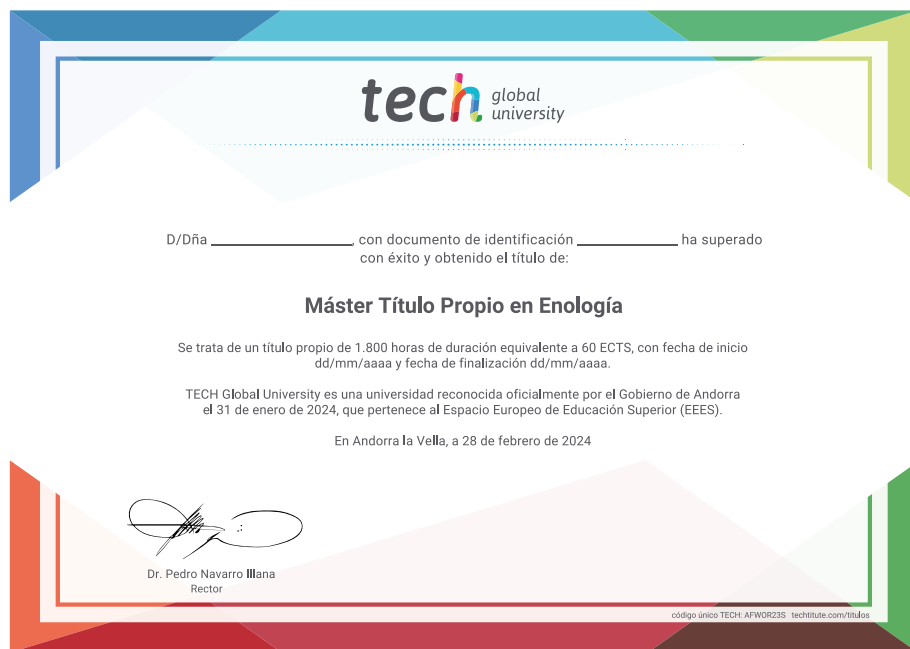 tech global
university
D/Dña ______________, con documento de identificación __________ ha superado
con éxito y obtenido el título de:
Máster Título Propio en Enología
Se trata de un título propio de 1.800 horas de duración equivalente a 60 ECTS, con fecha de inicio
dd/mm/aaaa y fecha de finalización dd/mm/aaaa.
TECH Global University es una universidad reconocida oficialmente por el Gobierno de Andorra
el 31 de enero de 2024, que pertenece al Espacio Europeo de Educación Superior (EEES).
En Andorra la Vella, a 28 de febrero de 2024
Dr. Pedro Navarro Illana
Rector
código único TECH: AFWOR23S techtitute.com/titulos